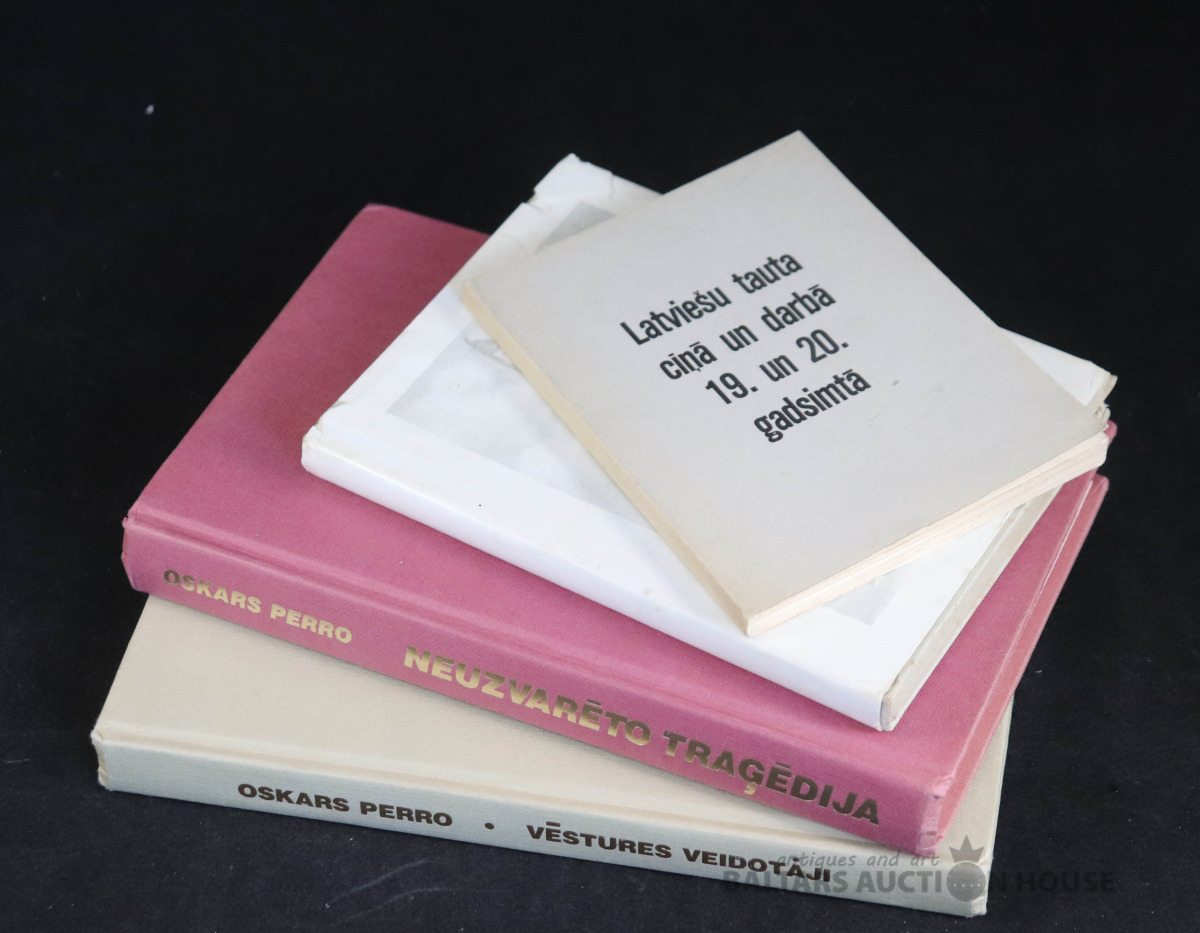 Latviešu tauta
cīņā un darbā
19. un 20.
gadsimtā
OSKARS PERRO NEUZVARĒTO TRAĢĒDIJA
OSKARS PERRO • VĒSTURES VEIDOTĀJI
antiques and art
BALTARS AUCTION HOUSE